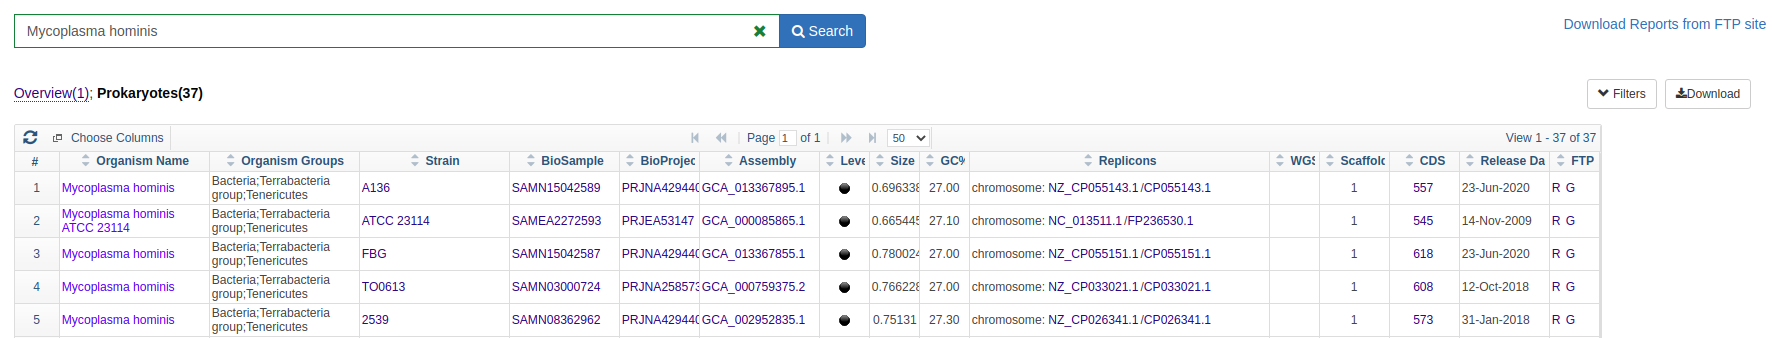 Mycoplasma hominis ✖ Search Download Reports from FTP site
Overview(1); Prokaryotes(37) Filters Download
Choose Columns Page 1 of 1 50 View 1 - 37 of 37
# Organism Name Organism Groups Strain BioSample BioProjec Assembly Leve Size GC% Replicons WGS Scaffold CDS Release Da FTP
1 Mycoplasma hominis Bacteria;Terrabacteria group;Tenericutes A136 SAMN15042589 PRJNA429440 GCA_013367895.1 0.696338 27.00 chromosome: NZ_CP055143.1/CP055143.1 1 557 23-Jun-2020 R G
2 Mycoplasma hominis ATCC 23114 Bacteria;Terrabacteria group;Tenericutes ATCC 23114 SAMEA2272593 PRJEA53147 GCA_000085865.1 0.665445 27.10 chromosome: NC_013511.1/FP236530.1 1 545 14-Nov-2009 R G
3 Mycoplasma hominis Bacteria;Terrabacteria group;Tenericutes FBG SAMN15042587 PRJNA429440 GCA_013367855.1 0.780024 27.00 chromosome: NZ_CP055151.1/CP055151.1 1 618 23-Jun-2020 R G
4 Mycoplasma hominis Bacteria;Terrabacteria group;Tenericutes TO0613 SAMN03000724 PRJNA258573 GCA_000759375.2 0.766228 27.00 chromosome: NZ_CP033021.1/CP033021.1 1 608 12-Oct-2018 R G
5 Mycoplasma hominis Bacteria;Terrabacteria group;Tenericutes 2539 SAMN08362962 PRJNA429440 GCA_002952835.1 0.75131 27.30 chromosome: NZ_CP026341.1/CP026341.1 1 573 31-Jan-2018 R G